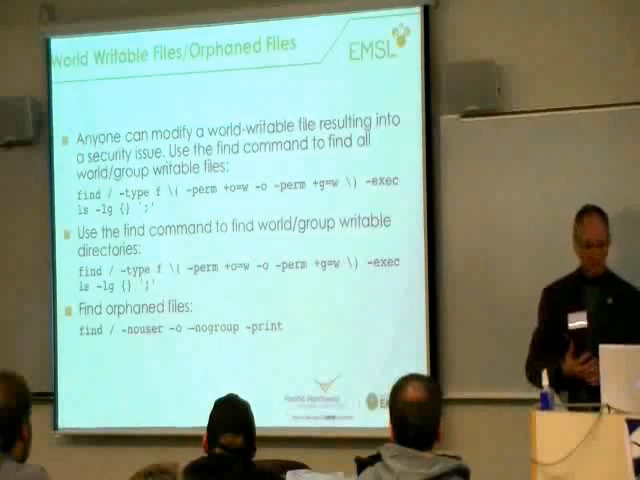 World Writable Files/Orphaned Files
EMSL
Anyone can modify a world-writable file resulting into
a security issue. Use the find command to find all
world/group writable files:
find / -type f \( -perm +o=w -o -perm +g=w \) -exec
ls -lg {} ';'
Use the find command to find world/group writable
directories:
find / -type f \( -perm +o=w -o -perm +g=w \) -exec
ls -lg {} ';'
Find orphaned files:
find / -nouser -o –nogroup -print
Pacific Northwest